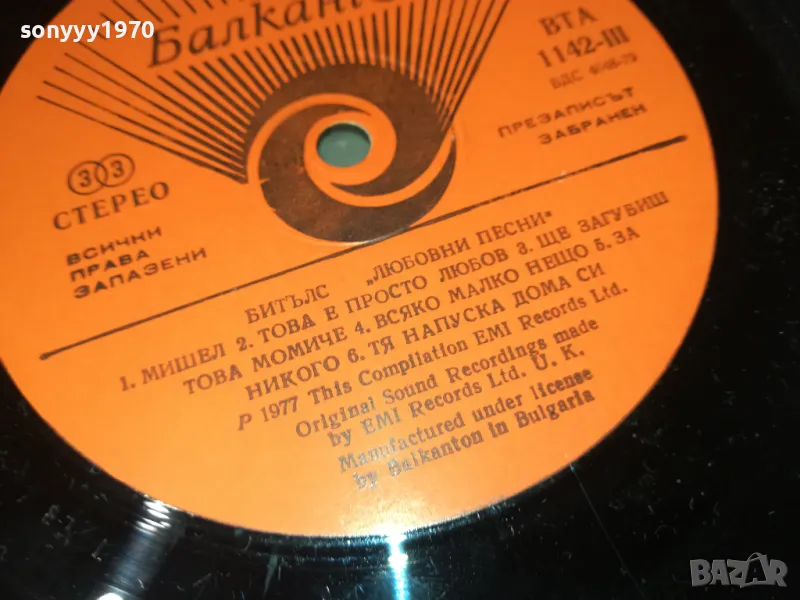 sonyyy1970
Балкант
ВТА
1142-III
БДС
33
СТЕРЕО
ПРЕЗАПИСЪТ
ЗАБРАНЕН
ВСИЧКИ
ПРАВА
ЗАПАЗЕНИ
БИТЪЛС „ЛЮБОВНИ ПЕСНИ“
1. МИШЕЛ 2. ТОВА Е ПРОСТО ЛЮБОВ 3. ЩЕ ЗАГУБИШ
ТОВА МОМИЧЕ 4. ВСЯКО МАЛКО НЕЩО 5. ЗА
НИКОГО 6. ТЯ НАПУСКА ДОМА СИ
P 1977 This Compilation EMI Records Ltd.
Original Sound Recordings made
by EMI Records Ltd. U. K.
Manufactured under license
by Balkanton in Bulgaria
BAZAR